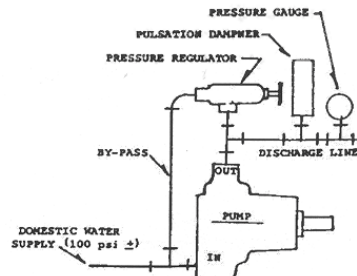 PRESSURE GAUGE
PULSATION DAMPNER
PRESSURE REGULATOR
BY-PASS
DISCHARGE LINE
OUT
DOMESTIC WATER
SUPPLY (100 psi ±)
PUMP
IN